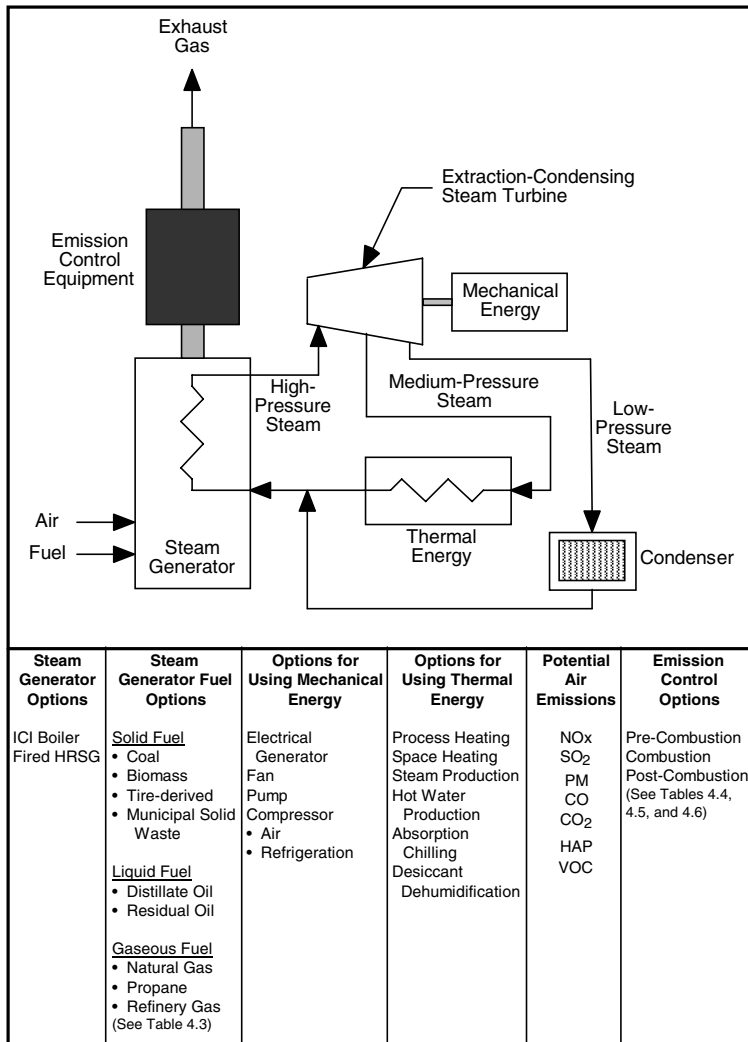 Exhaust
Gas
Extraction-Condensing
Steam Turbine
Emission
Control
Equipment
Mechanical
Energy
High-
Pressure
Steam
Medium-Pressure
Steam
Low-
Pressure
Steam
Air
Fuel
Steam
Generator
Thermal
Energy
Condenser
Steam
Generator
Options
ICI Boiler
Fired HRSG
Steam
Generator Fuel
Options
Solid Fuel
• Coal
• Biomass
• Tire-derived
• Municipal Solid
Waste
Liquid Fuel
• Distillate Oil
• Residual Oil
Gaseous Fuel
• Natural Gas
• Propane
• Refinery Gas
(See Table 4.3)
Options for
Using Mechanical
Energy
Electrical
Generator
Fan
Pump
Compressor
• Air
• Refrigeration
Options for
Using Thermal
Energy
Process Heating
Space Heating
Steam Production
Hot Water
Production
Absorption
Chilling
Desiccant
Dehumidification
Potential
Air
Emissions
NOx
SO2
PM
CO
CO2
HAP
VOC
Emission
Control
Options
Pre-Combustion
Combustion
Post-Combustion
(See Tables 4.4,
4.5, and 4.6)